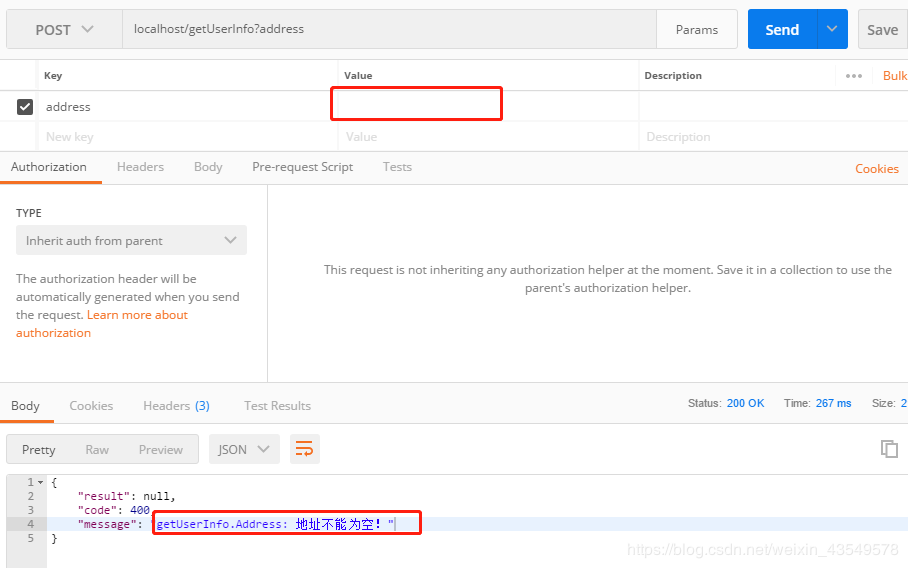 POST localhost/getUserInfo?address Params Send Save
Key Value Description Bulk
address
New key Value Description
Authorization Headers Body Pre-request Script Tests Cookies
TYPE
Inherit auth from parent
The authorization header will be
automatically generated when you send
the request. Learn more about
authorization
This request is not inheriting any authorization helper at the moment. Save it in a collection to use the
parent's authorization helper.
Body Cookies Headers (3) Test Results Status: 200 OK Time: 267 ms Size: 2
Pretty Raw Preview JSON
1 {
2 "result": null,
3 "code": 400,
4 "message": "getUserInfo.Address: 地址不能为空！"
5 }
https://blog.csdn.net/weixin_43549578